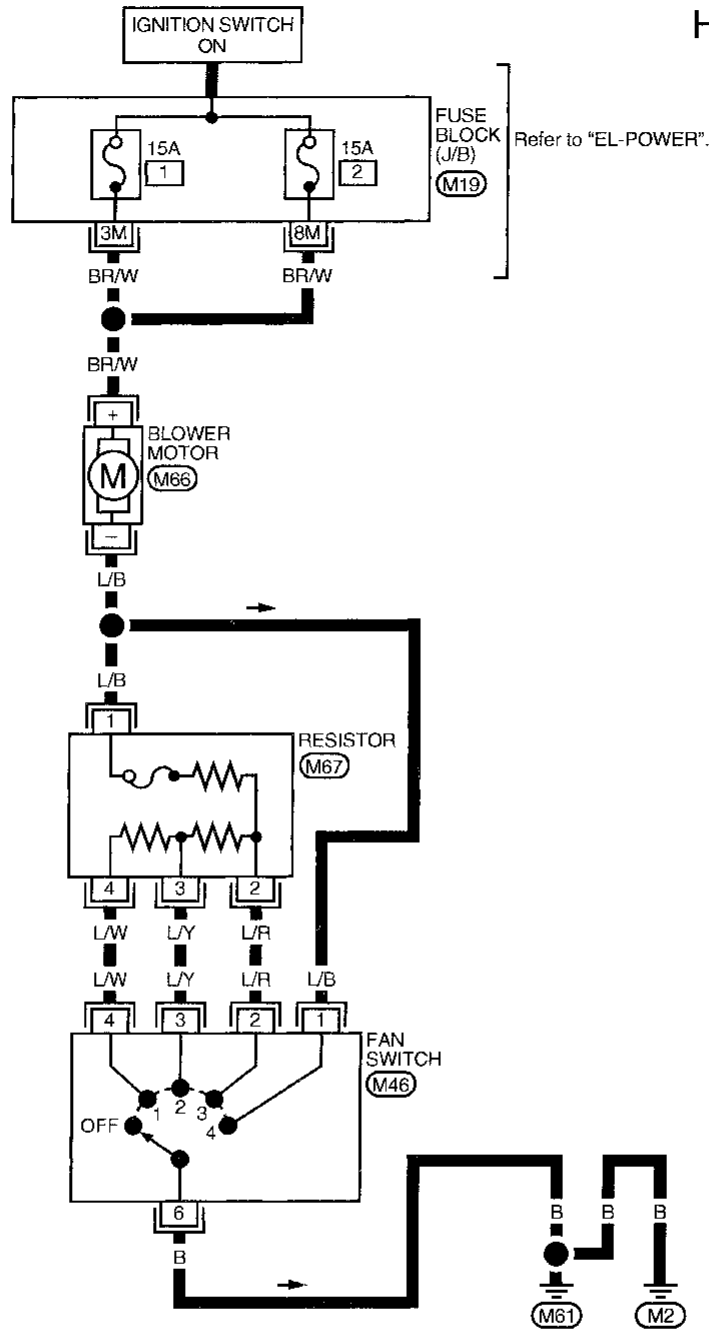 H
IGNITION SWITCH
ON
FUSE
BLOCK
(J/B)
M19
Refer to "EL-POWER".
15A
1
15A
2
3M
8M
BR/W
BR/W
BR/W
+
BLOWER
MOTOR
M66
M
–
L/B
L/B
1
RESISTOR
M67
4
3
2
L/W
L/Y
L/R
L/W
L/Y
L/R
L/B
4
3
2
1
FAN
SWITCH
M46
OFF
1
2
3
4
6
B
B
B
B
M61
M2